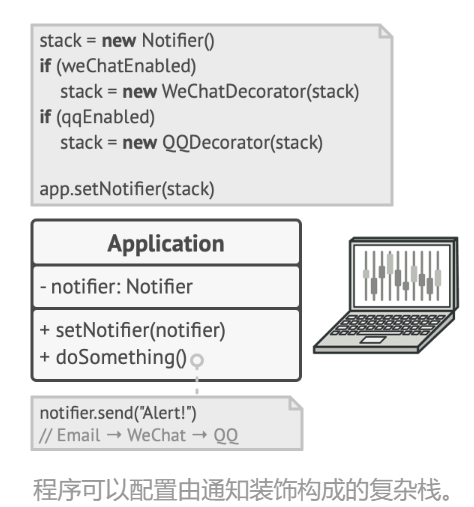 stack = new Notifier()
if (weChatEnabled)
stack = new WeChatDecorator(stack)
if (qqEnabled)
stack = new QQDecorator(stack)
app.setNotifier(stack)
Application
- notifier: Notifier
+ setNotifier(notifier)
+ doSomething()
notifier.send("Alert!")
// Email → WeChat → QQ
程序可以配置由通知装饰构成的复杂栈。